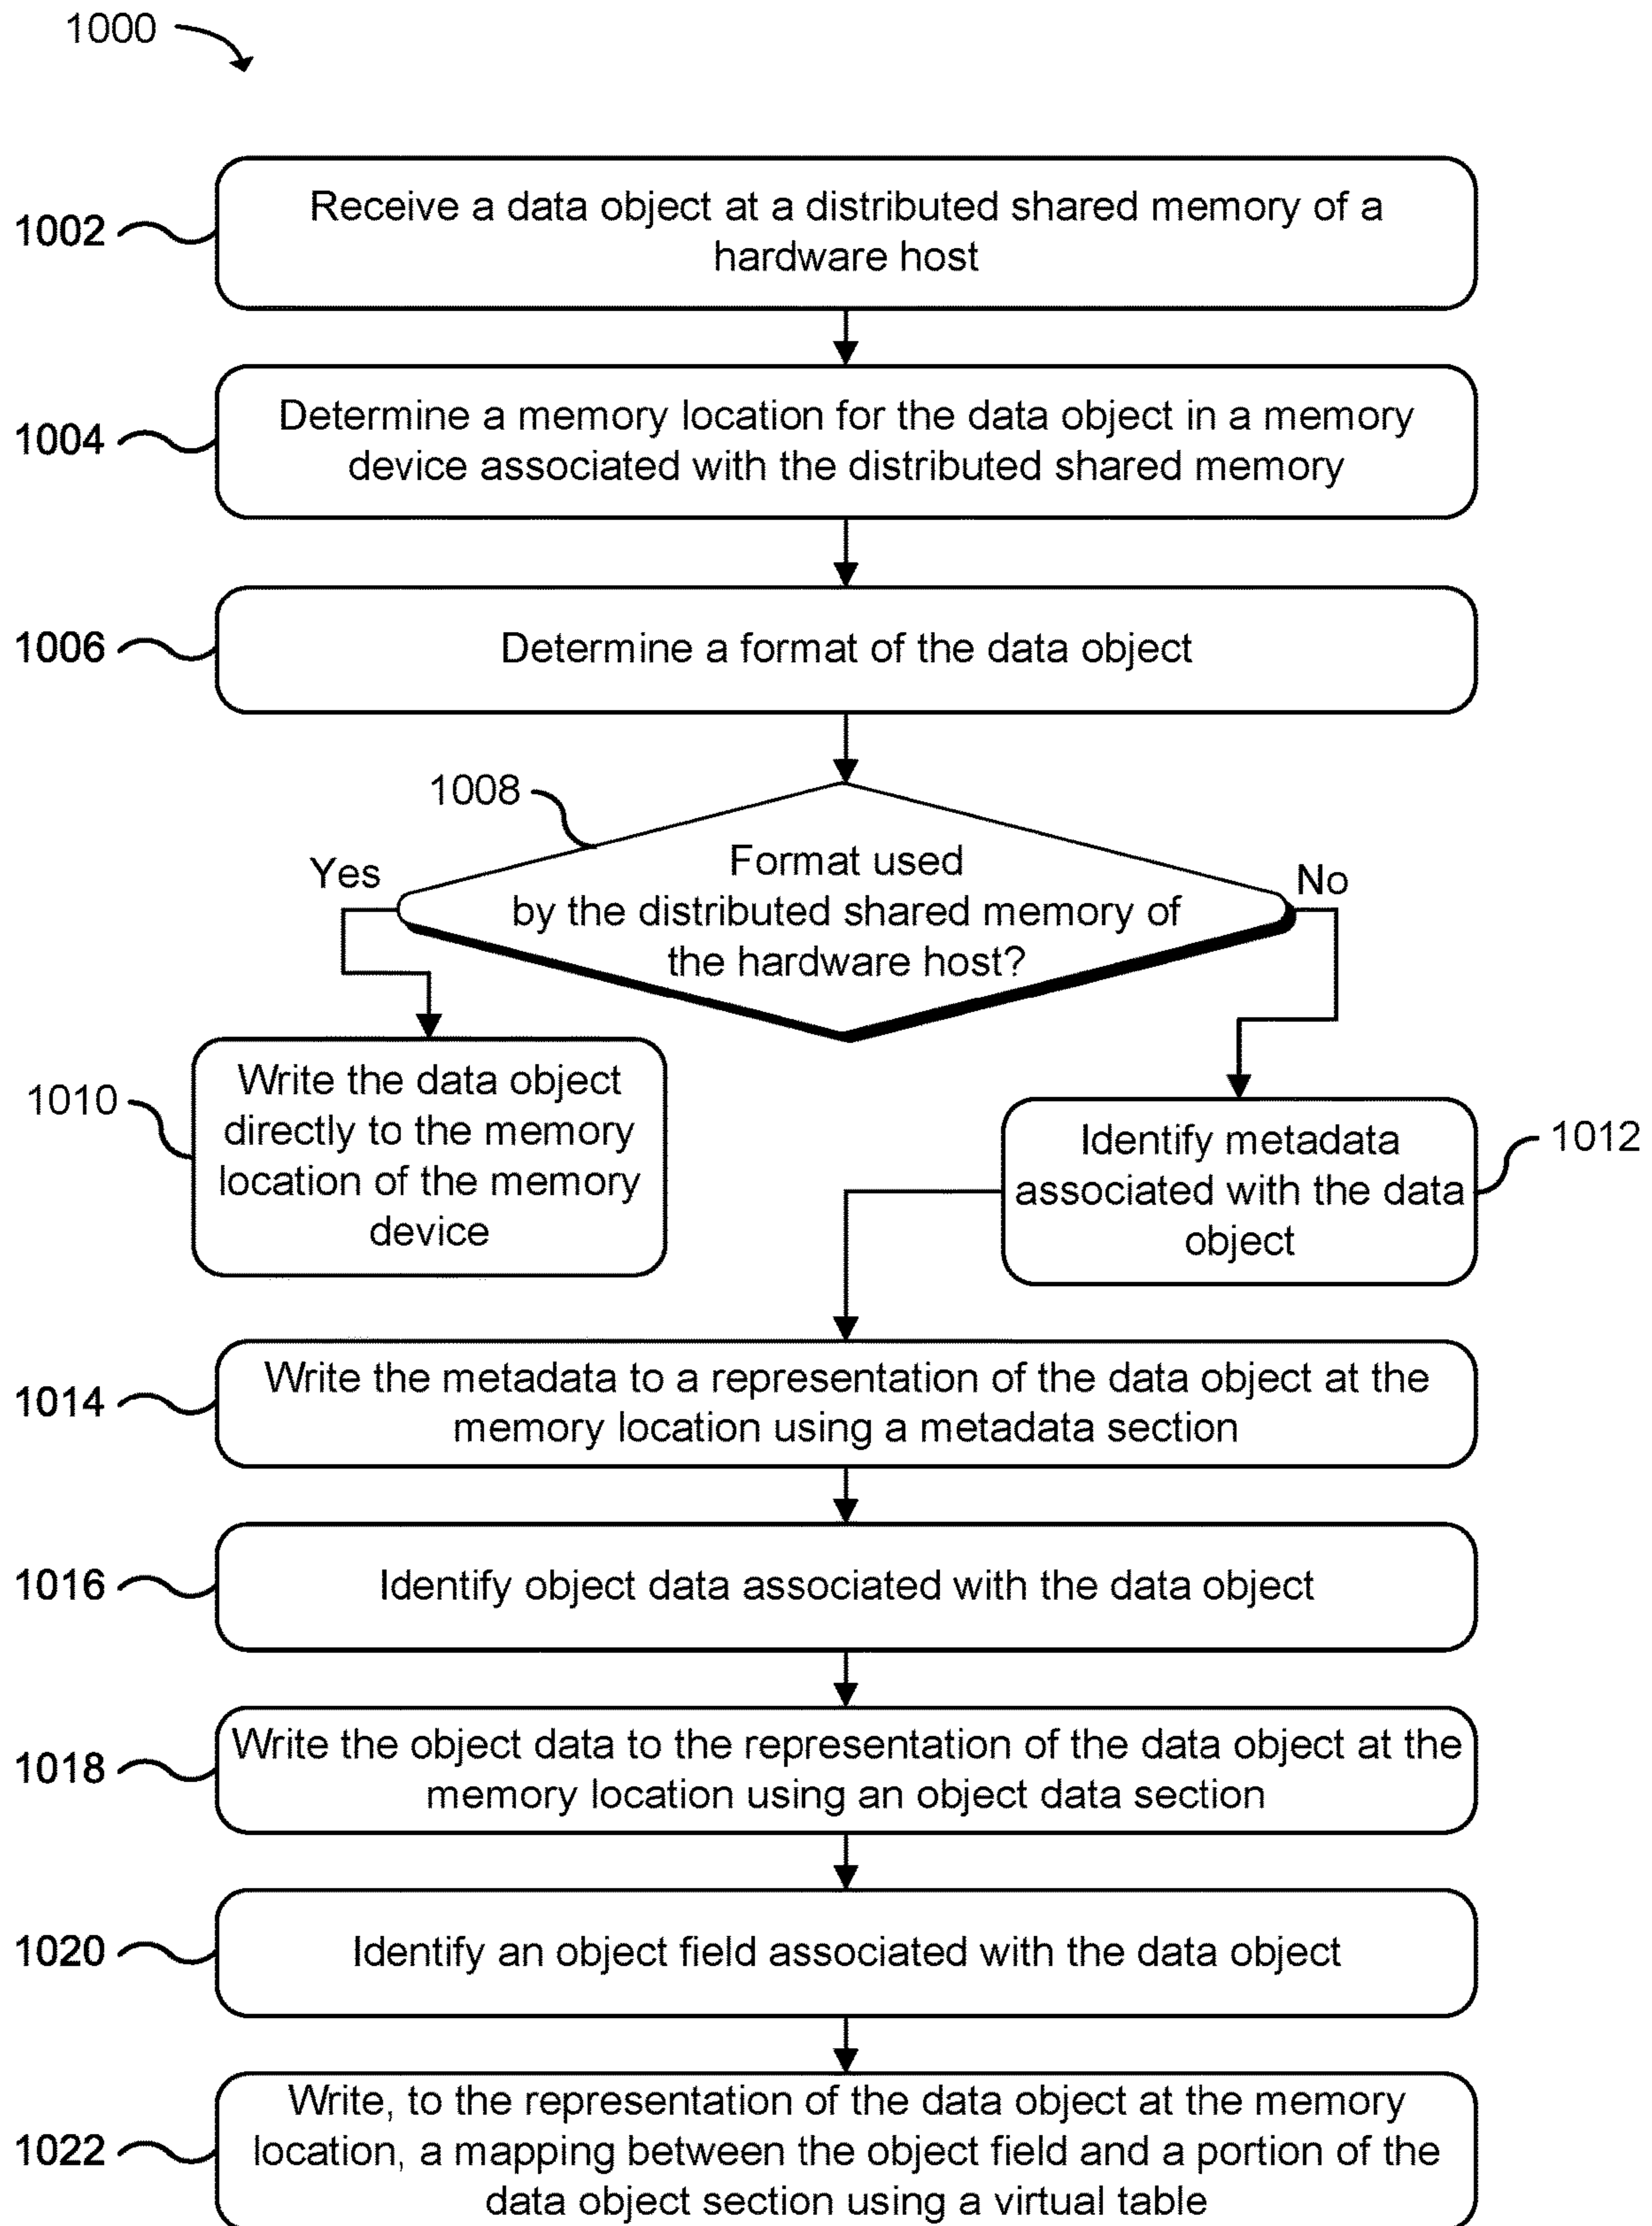 1000
1002
Receive a data object at a distributed shared memory of a
hardware host
1004
Determine a memory location for the data object in a memory
device associated with the distributed shared memory
1006
Determine a format of the data object
1008
Yes
Format used
by the distributed shared memory of
the hardware host?
No
1010
Write the data object
directly to the memory
location of the memory
device
Identify metadata
associated with the data
object
1012
1014
Write the metadata to a representation of the data object at the
memory location using a metadata section
1016
Identify object data associated with the data object
1018
Write the object data to the representation of the data object at the
memory location using an object data section
1020
Identify an object field associated with the data object
1022
Write, to the representation of the data object at the memory
location, a mapping between the object field and a portion of the
data object section using a virtual table